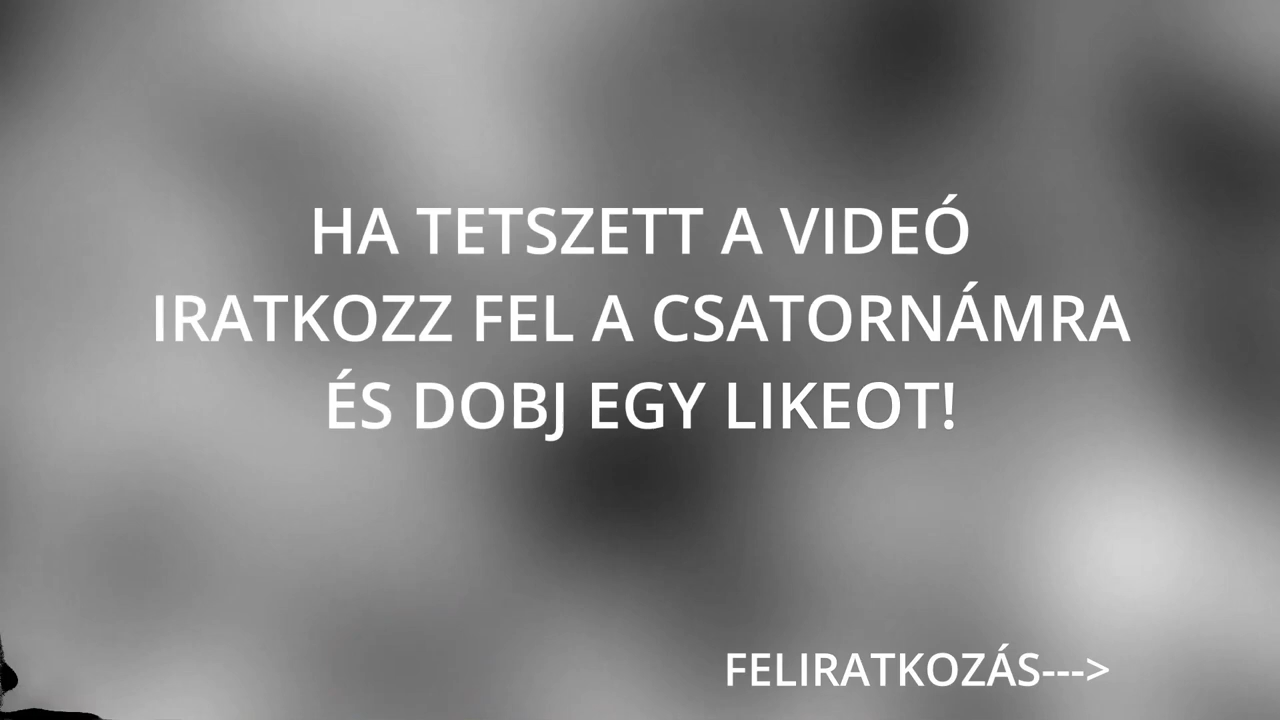 HA TETSZETT A VIDEÓ
IRATKOZZ FEL A CSATORNÁMRA
ÉS DOBJ EGY LIKEOT!
FELIRATKOZÁS--->